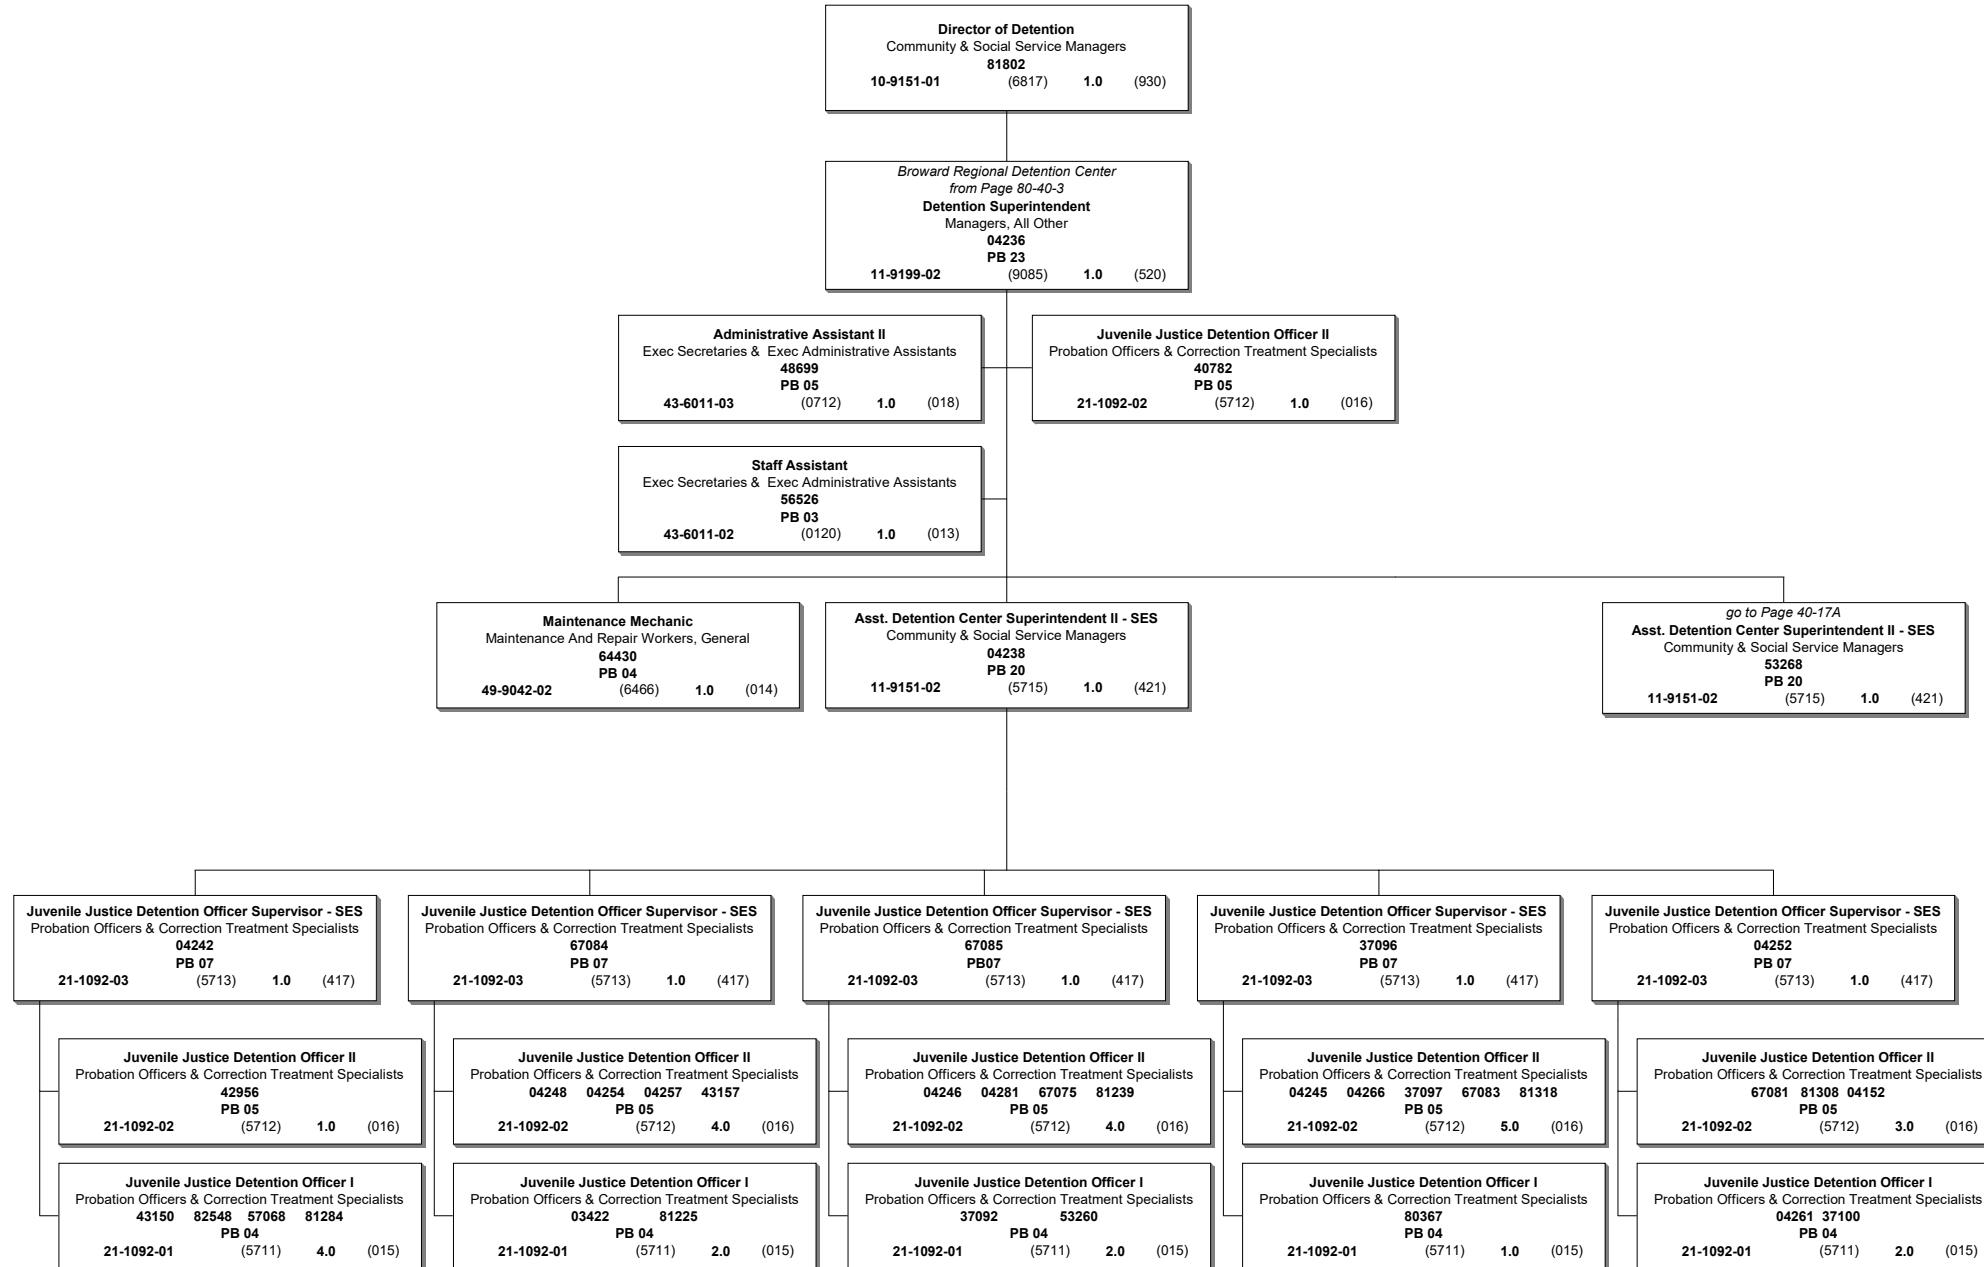 Director of Detention
Community & Social Service Managers
81802
10-9151-01 (6817) 1.0 (930)
Broward Regional Detention Center
from Page 80-40-3
Detention Superintendent
Managers, All Other
04236
PB 23
11-9199-02 (9085) 1.0 (520)
Administrative Assistant II
Exec Secretaries & Exec Administrative Assistants
48699
PB 05
43-6011-03 (0712) 1.0 (018)
Juvenile Justice Detention Officer II
Probation Officers & Correction Treatment Specialists
40782
PB 05
21-1092-02 (5712) 1.0 (016)
Staff Assistant
Exec Secretaries & Exec Administrative Assistants
56526
PB 03
43-6011-02 (0120) 1.0 (013)
Maintenance Mechanic
Maintenance And Repair Workers, General
64430
PB 04
49-9042-02 (6466) 1.0 (014)
Asst. Detention Center Superintendent II - SES
Community & Social Service Managers
04238
PB 20
11-9151-02 (5715) 1.0 (421)
go to Page 40-17A
Asst. Detention Center Superintendent II - SES
Community & Social Service Managers
53268
PB 20
11-9151-02 (5715) 1.0 (421)
Juvenile Justice Detention Officer Supervisor - SES
Probation Officers & Correction Treatment Specialists
04242
PB 07
21-1092-03 (5713) 1.0 (417)
Juvenile Justice Detention Officer Supervisor - SES
Probation Officers & Correction Treatment Specialists
67084
PB 07
21-1092-03 (5713) 1.0 (417)
Juvenile Justice Detention Officer Supervisor - SES
Probation Officers & Correction Treatment Specialists
67085
PB07
21-1092-03 (5713) 1.0 (417)
Juvenile Justice Detention Officer Supervisor - SES
Probation Officers & Correction Treatment Specialists
37096
PB 07
21-1092-03 (5713) 1.0 (417)
Juvenile Justice Detention Officer Supervisor - SES
Probation Officers & Correction Treatment Specialists
04252
PB 07
21-1092-03 (5713) 1.0 (417)
Juvenile Justice Detention Officer II
Probation Officers & Correction Treatment Specialists
42956
PB 05
21-1092-02 (5712) 1.0 (016)
Juvenile Justice Detention Officer II
Probation Officers & Correction Treatment Specialists
04248 04254 04257 43157
PB 05
21-1092-02 (5712) 4.0 (016)
Juvenile Justice Detention Officer II
Probation Officers & Correction Treatment Specialists
04246 04281 67075 81239
PB 05
21-1092-02 (5712) 4.0 (016)
Juvenile Justice Detention Officer II
Probation Officers & Correction Treatment Specialists
04245 04266 37097 67083 81318
PB 05
21-1092-02 (5712) 5.0 (016)
Juvenile Justice Detention Officer II
Probation Officers & Correction Treatment Specialists
67081 81308 04152
PB 05
21-1092-02 (5712) 3.0 (016)
Juvenile Justice Detention Officer I
Probation Officers & Correction Treatment Specialists
43150 82548 57068 81284
PB 04
21-1092-01 (5711) 4.0 (015)
Juvenile Justice Detention Officer I
Probation Officers & Correction Treatment Specialists
03422 81225
PB 04
21-1092-01 (5711) 2.0 (015)
Juvenile Justice Detention Officer I
Probation Officers & Correction Treatment Specialists
37092 53260
PB 04
21-1092-01 (5711) 2.0 (015)
Juvenile Justice Detention Officer I
Probation Officers & Correction Treatment Specialists
80367
PB 04
21-1092-01 (5711) 1.0 (015)
Juvenile Justice Detention Officer I
Probation Officers & Correction Treatment Specialists
04261 37100
PB 04
21-1092-01 (5711) 2.0 (015)